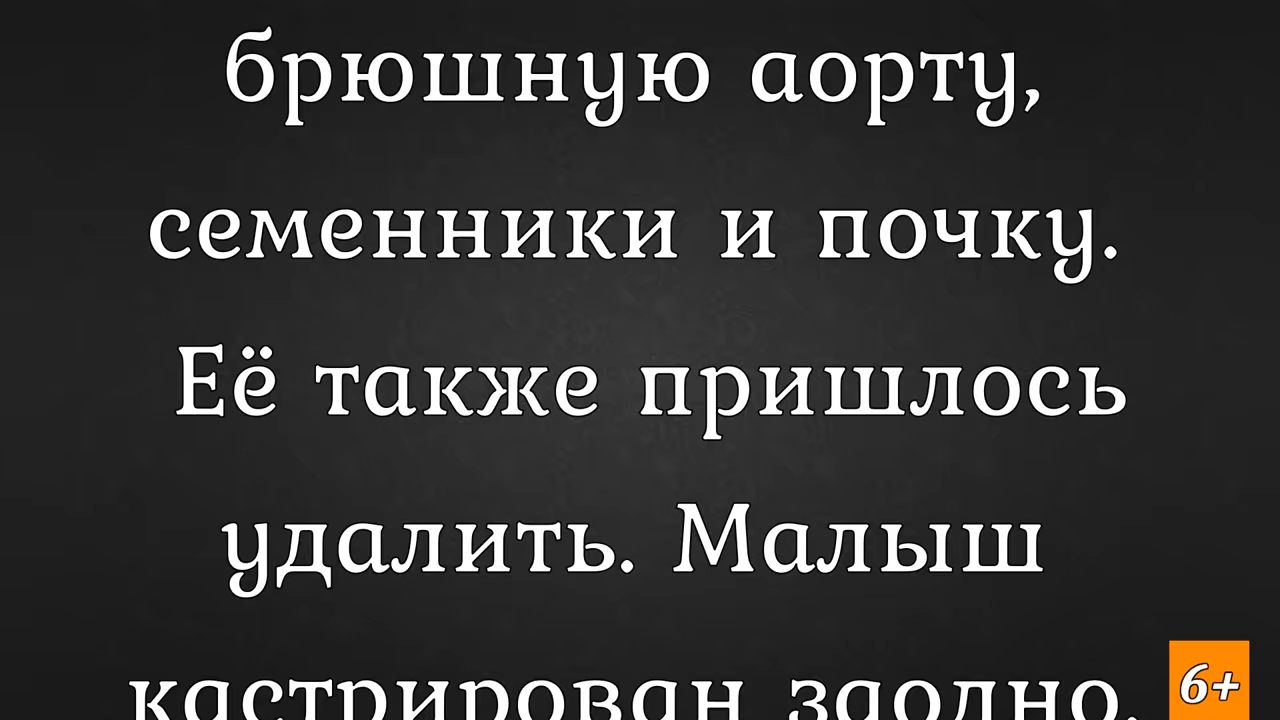 брюшную аорту,
семенники и почку.
Её также пришлось
удалить. Малыш
кастрирован заодно.
6+